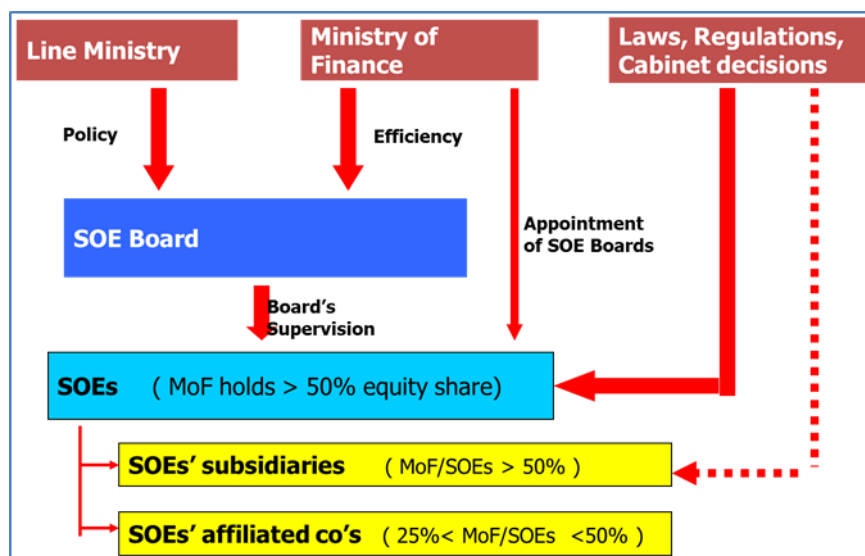 Line Ministry
Ministry of
Finance
Laws, Regulations,
Cabinet decisions
Policy
Efficiency
SOE Board
Appointment
of SOE Boards
Board's
Supervision
SOEs ( MoF holds > 50% equity share)
SOEs' subsidiaries ( MoF/SOEs > 50% )
SOEs' affiliated co's ( 25%< MoF/SOEs <50% )